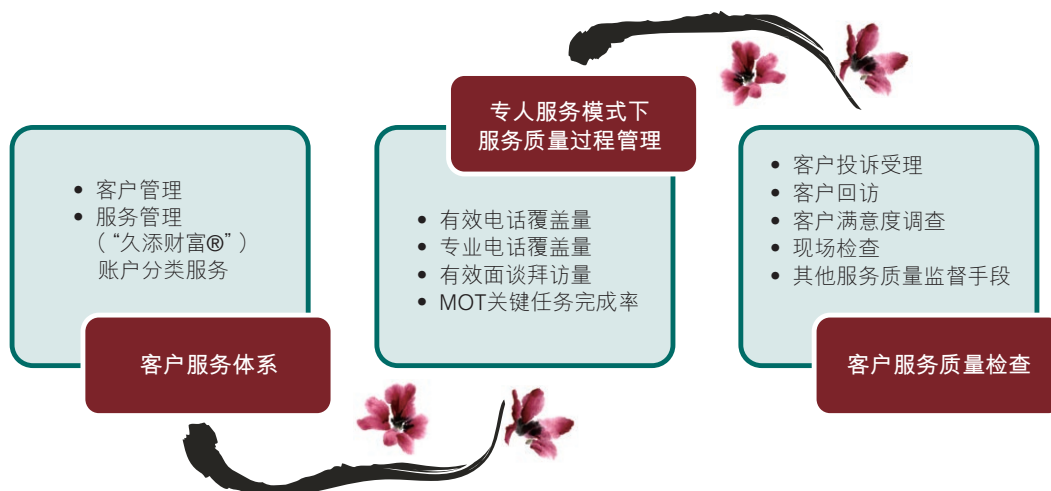 • 客户管理
• 服务管理
（“久添财富®”）
账户分类服务
客户服务体系
专人服务模式下
服务质量过程管理
• 有效电话覆盖量
• 专业电话覆盖量
• 有效面谈拜访量
• MOT关键任务完成率
• 客户投诉受理
• 客户回访
• 客户满意度调查
• 现场检查
• 其他服务质量监督手段
客户服务质量检查